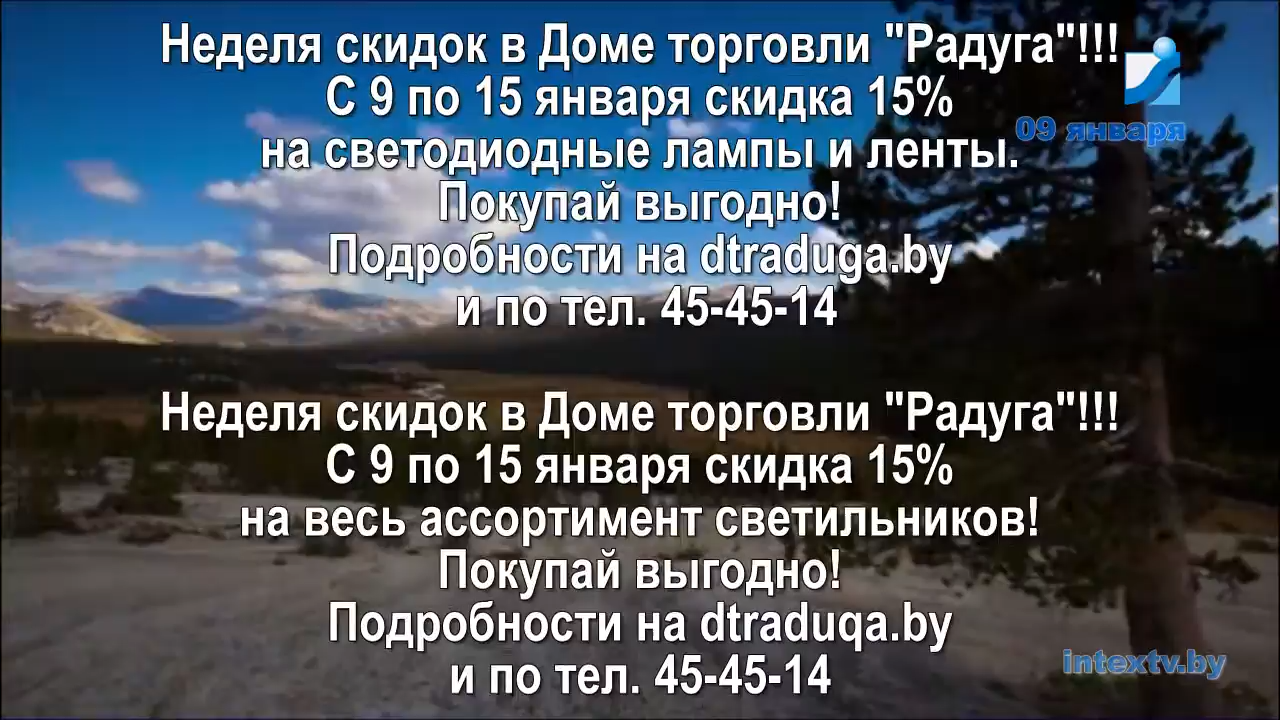 Неделя скидок в Доме торговли "Радуга"!!!
С 9 по 15 января скидка 15%
09 января
на светодиодные лампы и ленты.
Покупай выгодно!
Подробности на dtraduga.by
и по тел. 45-45-14
Неделя скидок в Доме торговли "Радуга"!!!
С 9 по 15 января скидка 15%
на весь ассортимент светильников!
Покупай выгодно!
Подробности на dtraduqa.by
и по тел. 45-45-14
intextv.by